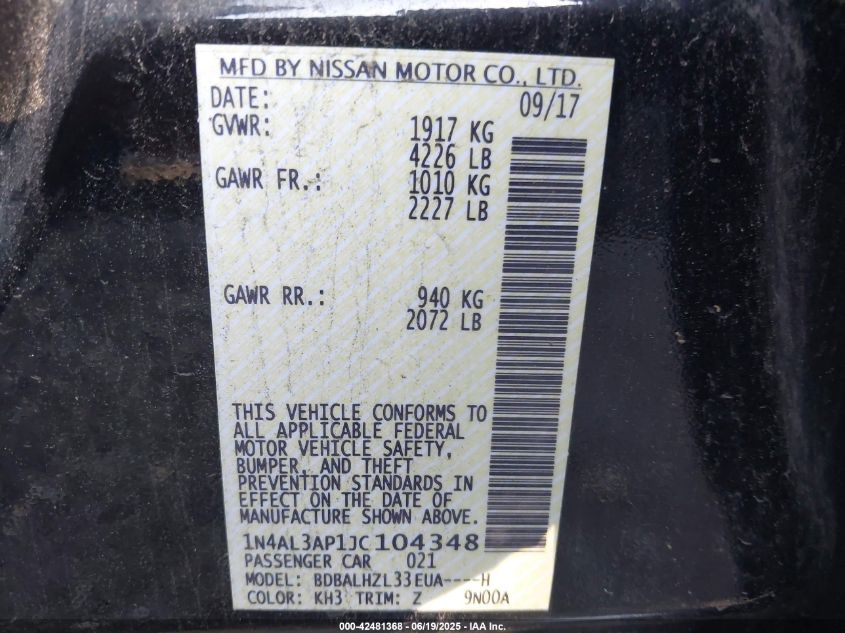 MFD BY NISSAN MOTOR CO., LTD.
DATE: 09/17
GVWR: 1917 KG
4226 LB
GAWR FR.: 1010 KG
2227 LB
GAWR RR.: 940 KG
2072 LB
THIS VEHICLE CONFORMS TO
ALL APPLICABLE FEDERAL
MOTOR VEHICLE SAFETY,
BUMPER, AND THEFT
PREVENTION STANDARDS IN
EFFECT ON THE DATE OF
MANUFACTURE SHOWN ABOVE.
1N4AL3AP1JC104348
PASSENGER CAR 021
MODEL: BDBALHZL33EUA----H
COLOR: KH3 TRIM: Z 9N00A
000-42481368 - 06/19/2025 - IAA Inc.